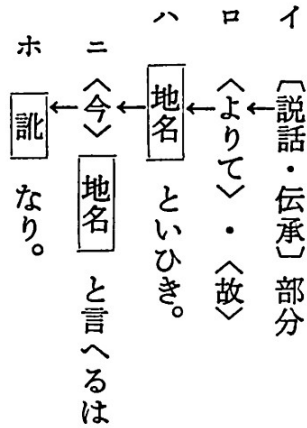 イ 〔説話・伝承〕部分
ロ 〈よりて〉・〈故〉
ハ 地名 といひき。
ニ 〈今〉 地名 と言へるは
ホ 訛 なり。